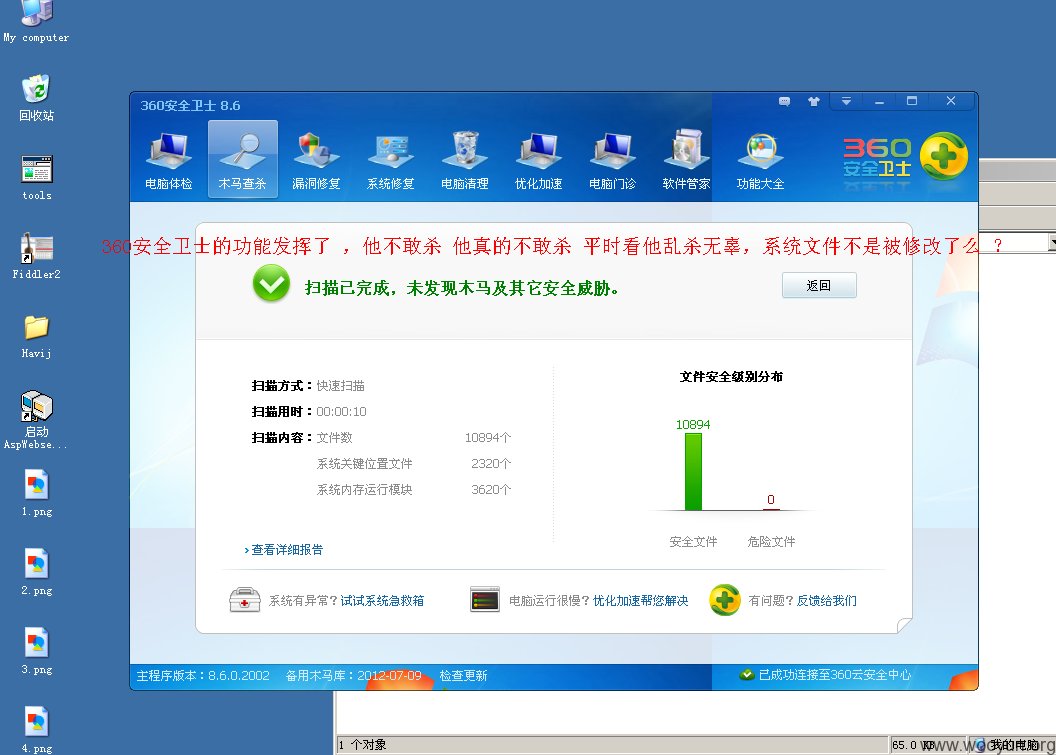 My computer
回收站
tools
Fiddler2
Havij
启动
AspWebse...
1.png
2.png
3.png
4.png
360安全卫士 8.6
电脑体检 木马查杀 漏洞修复 系统修复 电脑清理 优化加速 电脑门诊 软件管家 功能大全
360
安全卫士
360安全卫士的功能发挥了 ，他不敢杀 他真的不敢杀 平时看他乱杀无辜，系统文件不是被修改了么 ？
扫描已完成，未发现木马及其它安全威胁。
返回
扫描方式：快速扫描
扫描用时：00:00:10
扫描内容：文件数 10894个
系统关键位置文件 2320个
系统内存运行模块 3620个
文件安全级别分布
10894
0
安全文件 危险文件
›查看详细报告
系统有异常？试试系统急救箱 电脑运行很慢？优化加速帮您解决 有问题？反馈给我们
主程序版本：8.6.0.2002 备用木马库：2012-07-09 检查更新 已成功连接至360云安全中心
1 个对象 65.0 KB 我的电脑
www.wooyun.org